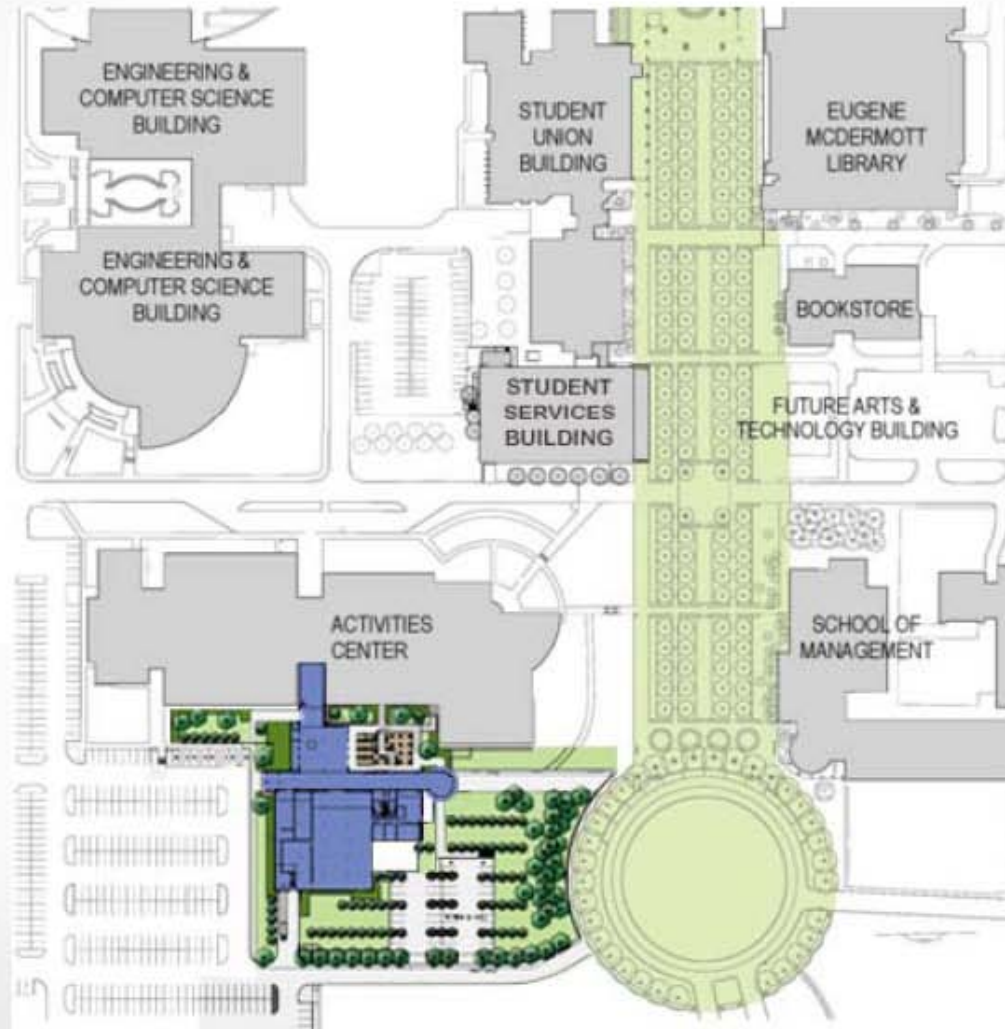 ENGINEERING &
COMPUTER SCIENCE
BUILDING
STUDENT
UNION
BUILDING
EUGENE
MCDERMOTT
LIBRARY
ENGINEERING &
COMPUTER SCIENCE
BUILDING
BOOKSTORE
STUDENT
SERVICES
BUILDING
FUTURE ARTS &
TECHNOLOGY BUILDING
ACTIVITIES
CENTER
SCHOOL OF
MANAGEMENT